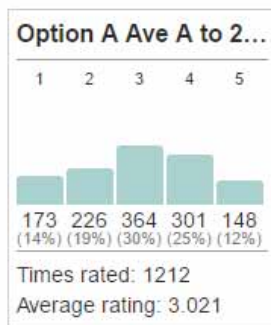 Option A Ave A to 2...
1 2 3 4 5
173 226 364 301 148
(14%) (19%) (30%) (25%) (12%)
Times rated: 1212
Average rating: 3.021